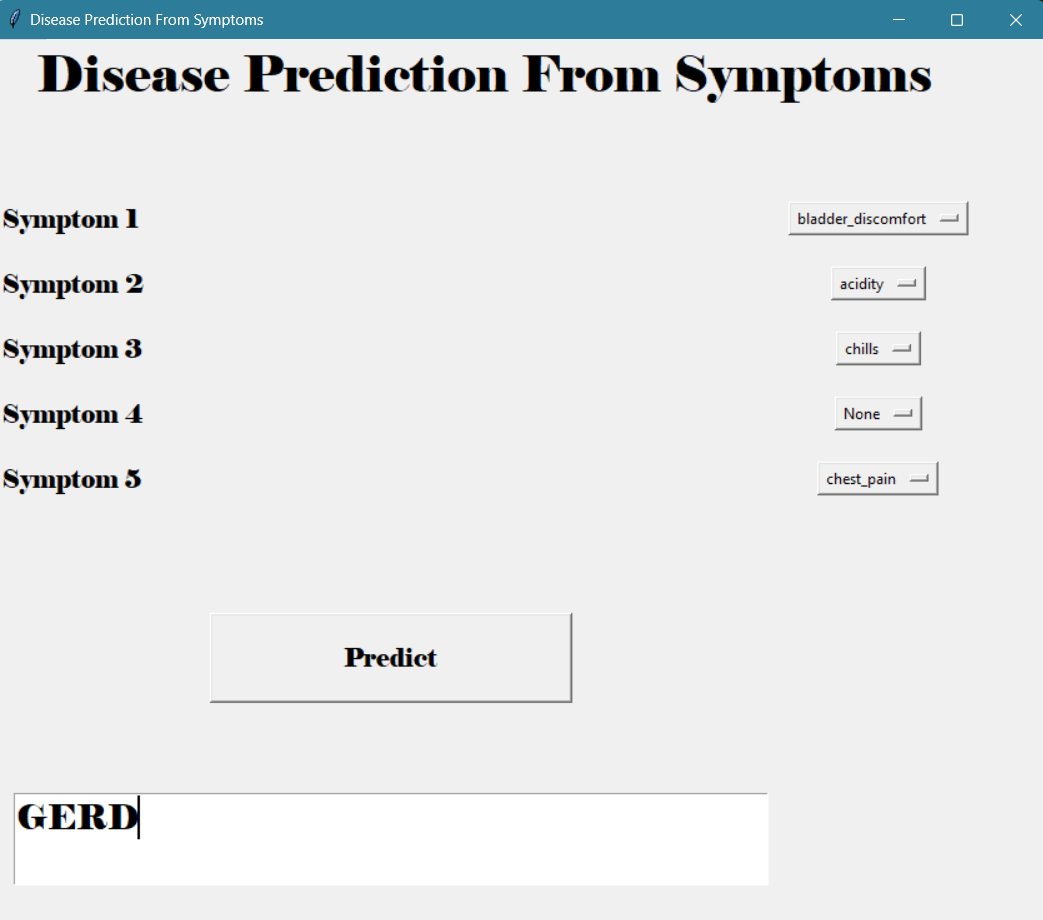 Disease Prediction From Symptoms
Disease Prediction From Symptoms
Symptom 1 bladder_discomfort
Symptom 2 acidity
Symptom 3 chills
Symptom 4 None
Symptom 5 chest_pain
Predict
GERD